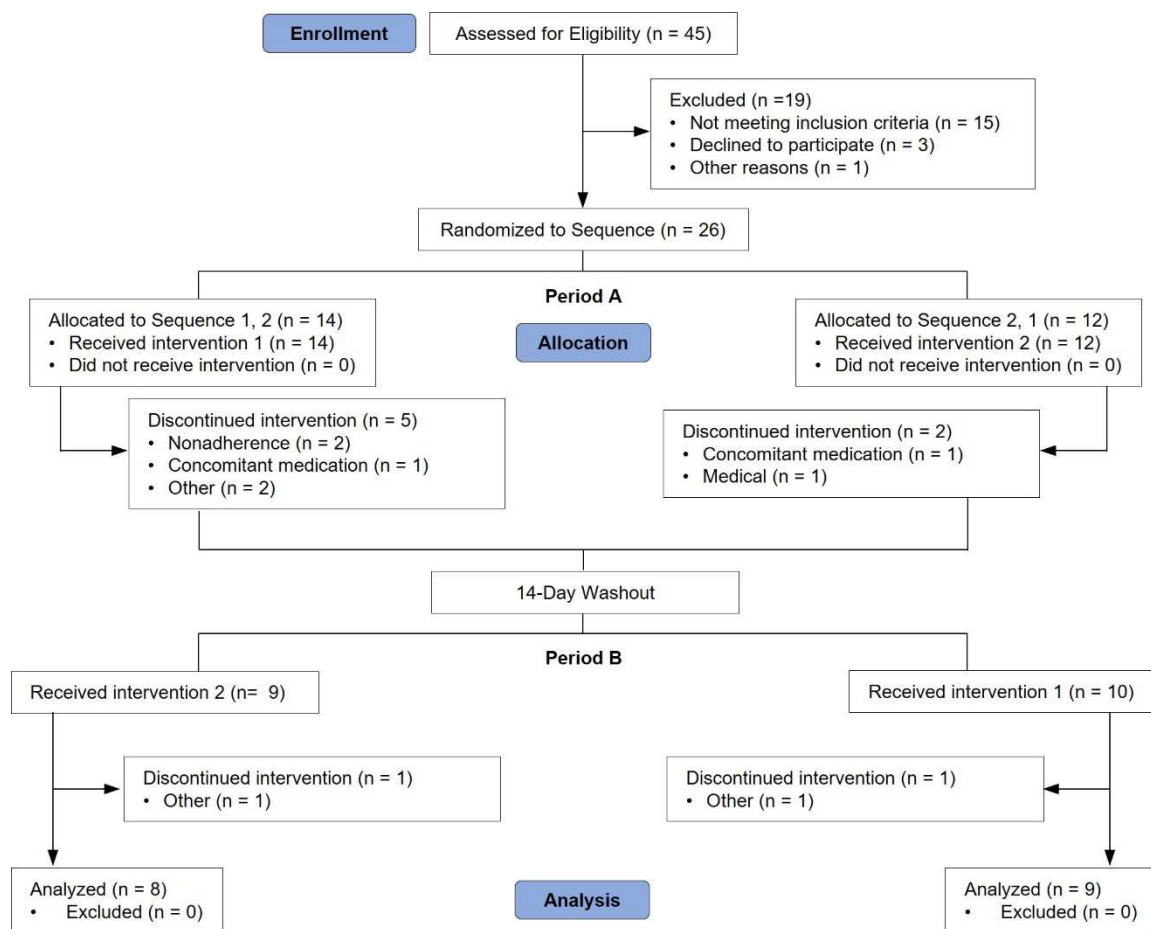 Enrollment
Assessed for Eligibility (n = 45)
Excluded (n =19)
• Not meeting inclusion criteria (n = 15)
• Declined to participate (n = 3)
• Other reasons (n = 1)
Randomized to Sequence (n = 26)
Period A
Allocated to Sequence 1, 2 (n = 14)
• Received intervention 1 (n = 14)
• Did not receive intervention (n = 0)
Allocation
Allocated to Sequence 2, 1 (n = 12)
• Received intervention 2 (n = 12)
• Did not receive intervention (n = 0)
Discontinued intervention (n = 5)
• Nonadherence (n = 2)
• Concomitant medication (n = 1)
• Other (n = 2)
Discontinued intervention (n = 2)
• Concomitant medication (n = 1)
• Medical (n = 1)
14-Day Washout
Period B
Received intervention 2 (n= 9)
Received intervention 1 (n = 10)
Discontinued intervention (n = 1)
• Other (n = 1)
Discontinued intervention (n = 1)
• Other (n = 1)
Analyzed (n = 8)
• Excluded (n = 0)
Analysis
Analyzed (n = 9)
• Excluded (n = 0)